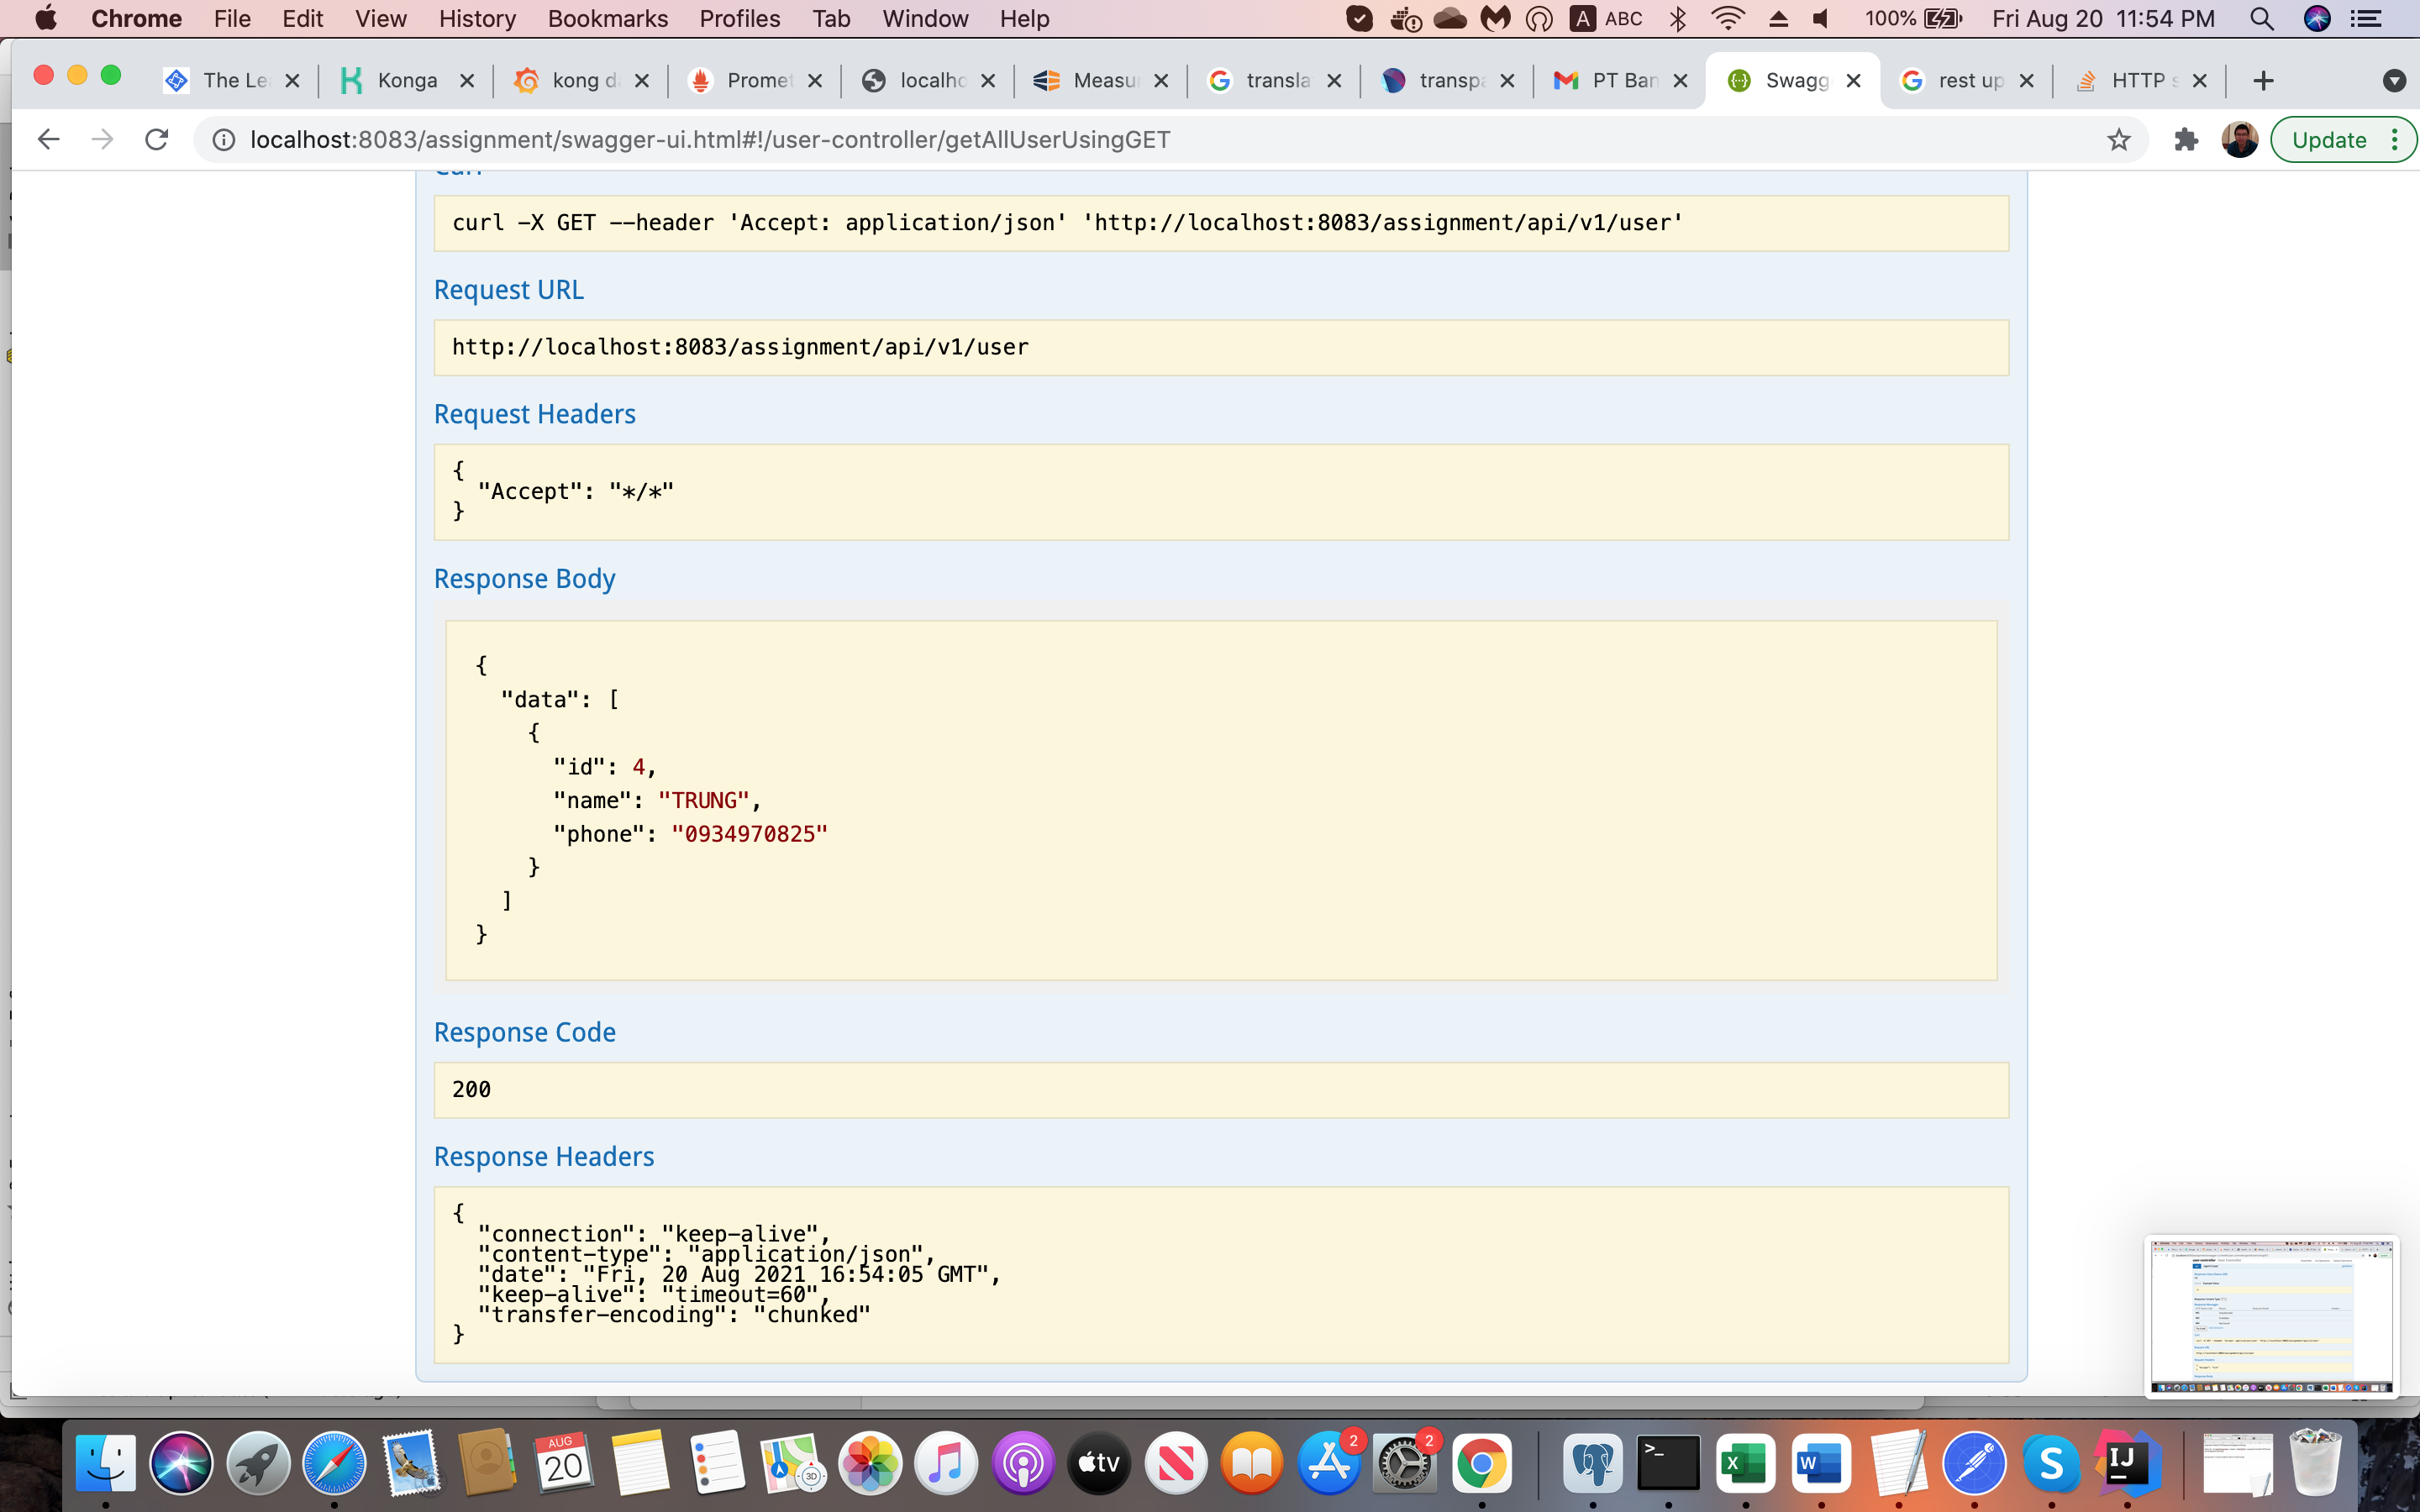 Chrome File Edit View History Bookmarks Profiles Tab Window Help ABC 100% Fri Aug 20 11:54 PM
The Le Konga kong d Promet localho Measu transla transpa PT Ban Swagg rest up HTTP s
localhost:8083/assignment/swagger-ui.html#!/user-controller/getAllUserUsingGET Update
Curl
curl -X GET --header 'Accept: application/json' 'http://localhost:8083/assignment/api/v1/user'
Request URL
http://localhost:8083/assignment/api/v1/user
Request Headers
{
"Accept": "*/*"
}
Response Body
{
"data": [
{
"id": 4,
"name": "TRUNG",
"phone": "0934970825"
}
]
}
Response Code
200
Response Headers
{
"connection": "keep-alive",
"content-type": "application/json",
"date": "Fri, 20 Aug 2021 16:54:05 GMT",
"keep-alive": "timeout=60",
"transfer-encoding": "chunked"
}
AUG
20
3D
tv
2
2
>_
X
W
S
IJ